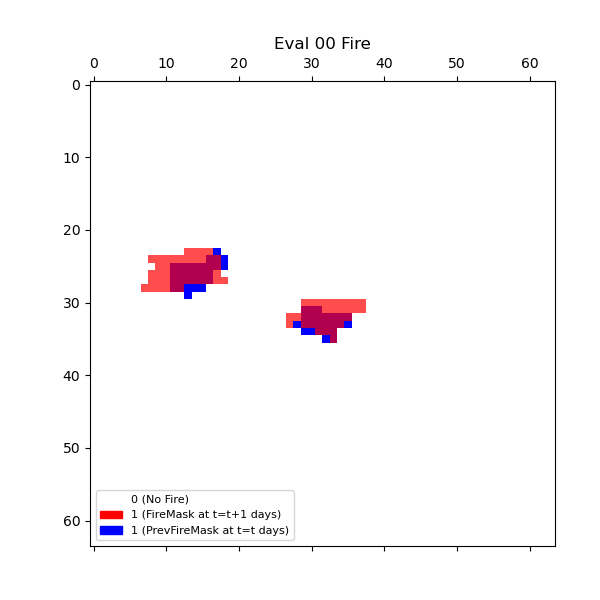 Eval 00 Fire
0 10 20 30 40 50 60
0
10
20
30
40
50
60
0 (No Fire)
1 (FireMask at t=t+1 days)
1 (PrevFireMask at t=t days)